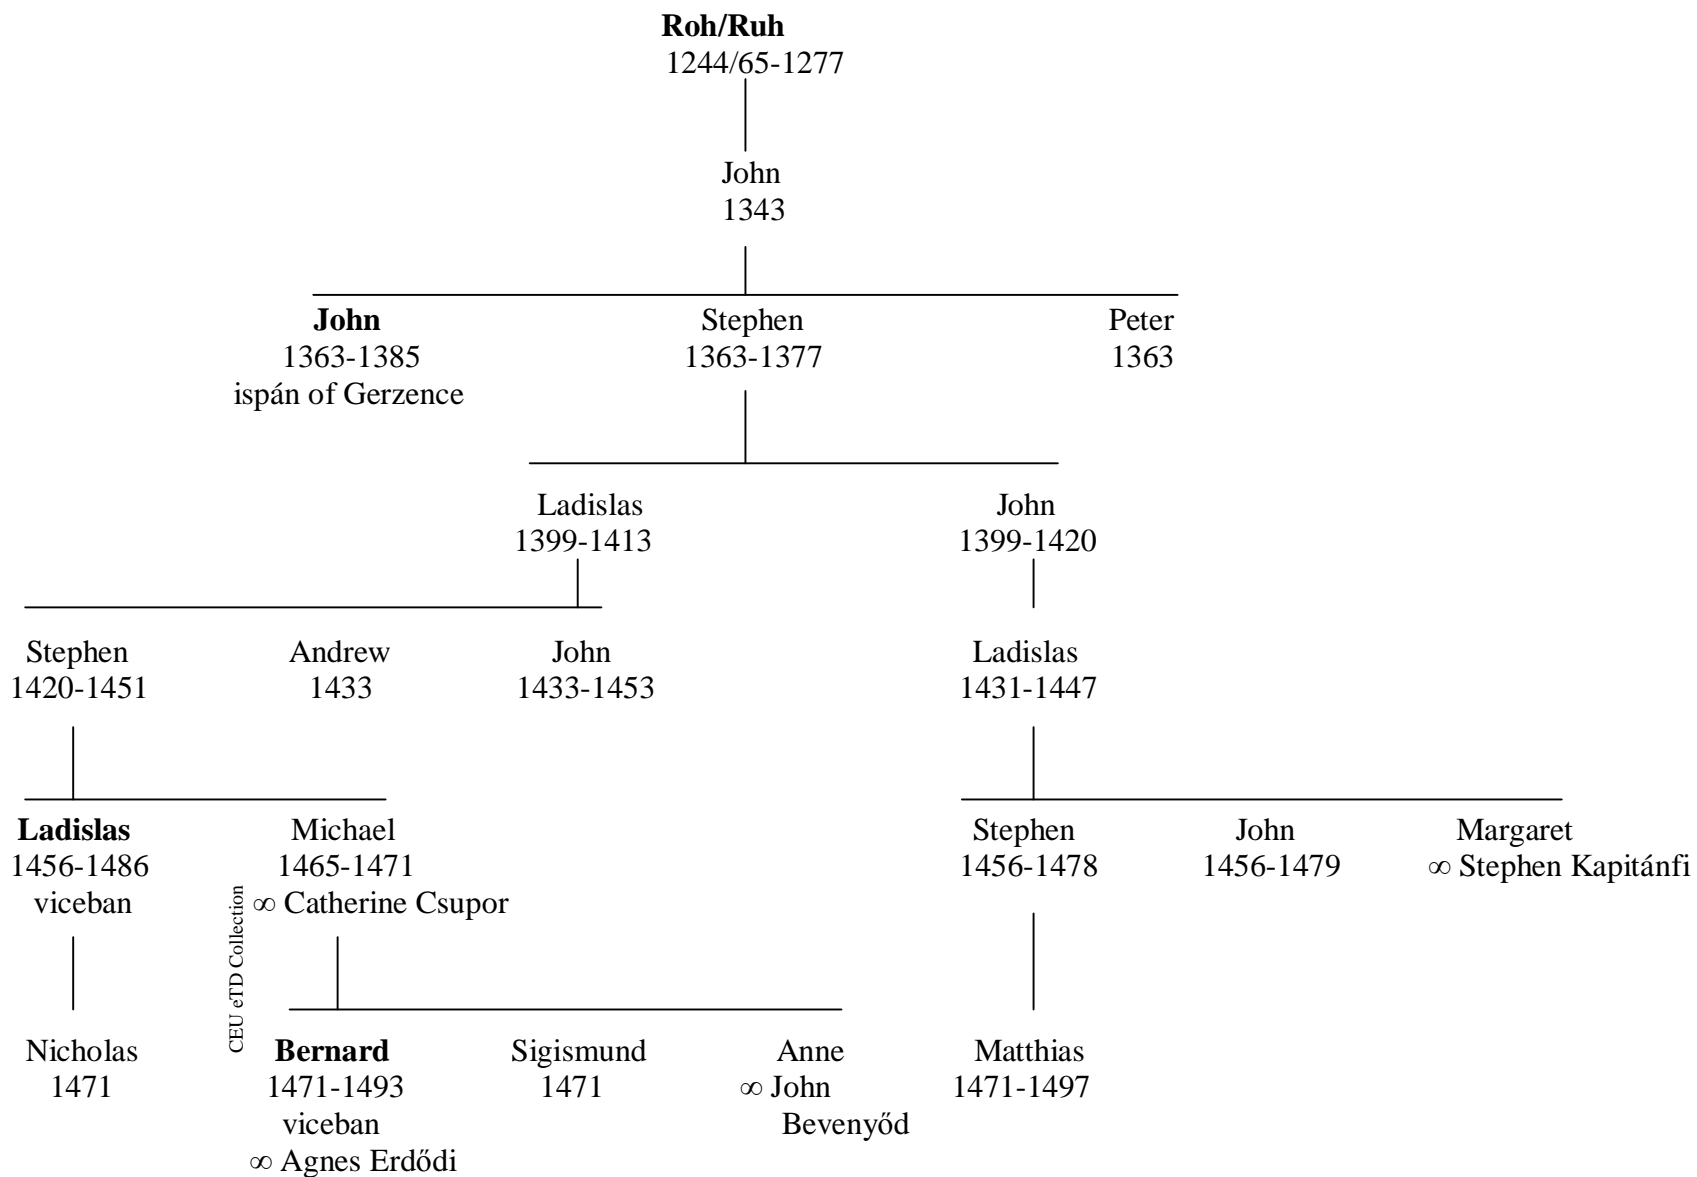 Roh/Ruh
1244/65-1277
John
1343
John
1363-1385
ispán of Gerzence
Stephen
1363-1377
Peter
1363
Ladislas
1399-1413
John
1399-1420
Stephen
1420-1451
Andrew
1433
John
1433-1453
Ladislas
1431-1447
Ladislas
1456-1486
viceban
Michael
1465-1471
∞ Catherine Csupor
Stephen
1456-1478
John
1456-1479
Margaret
∞ Stephen Kapitánfi
Nicholas
1471
Bernard
1471-1493
viceban
∞ Agnes Erdődi
Sigismund
1471
Anne
∞ John
Bevenyőd
Matthias
1471-1497
CEU eTD Collection